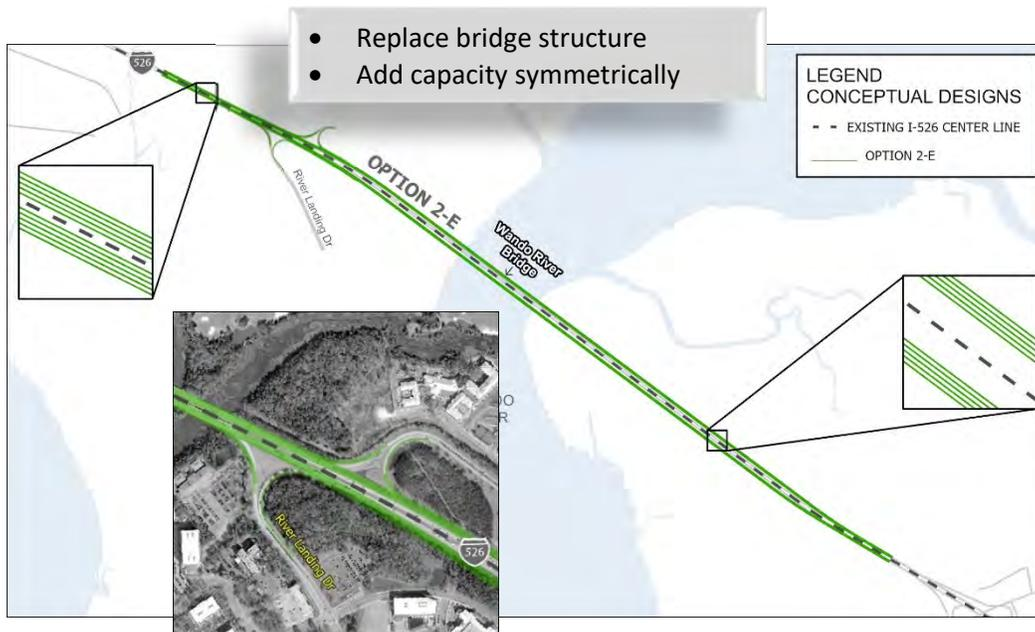 • Replace bridge structure
• Add capacity symmetrically
526
LEGEND
CONCEPTUAL DESIGNS
EXISTING I-526 CENTER LINE
OPTION 2-E
OPTION 2-E
River Landing Dr
Wando River
Bridge
DO
R
River Landing Dr
526